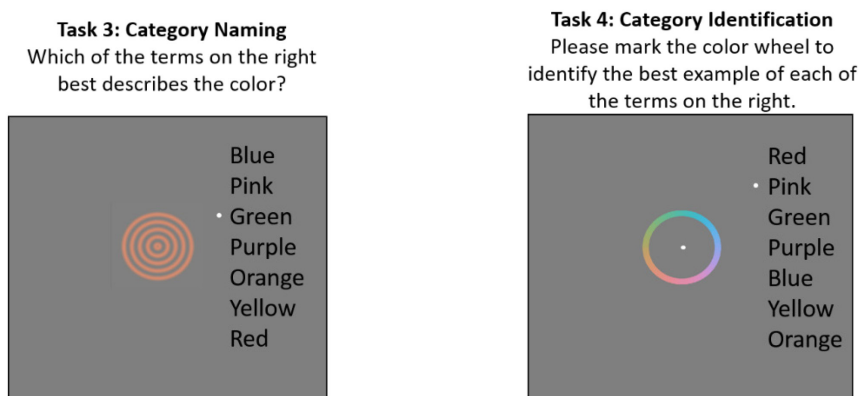 Task 3: Category Naming
Which of the terms on the right
best describes the color?
Blue
Pink
Green
Purple
Orange
Yellow
Red
Task 4: Category Identification
Please mark the color wheel to
identify the best example of each of
the terms on the right.
Red
Pink
Green
Purple
Blue
Yellow
Orange